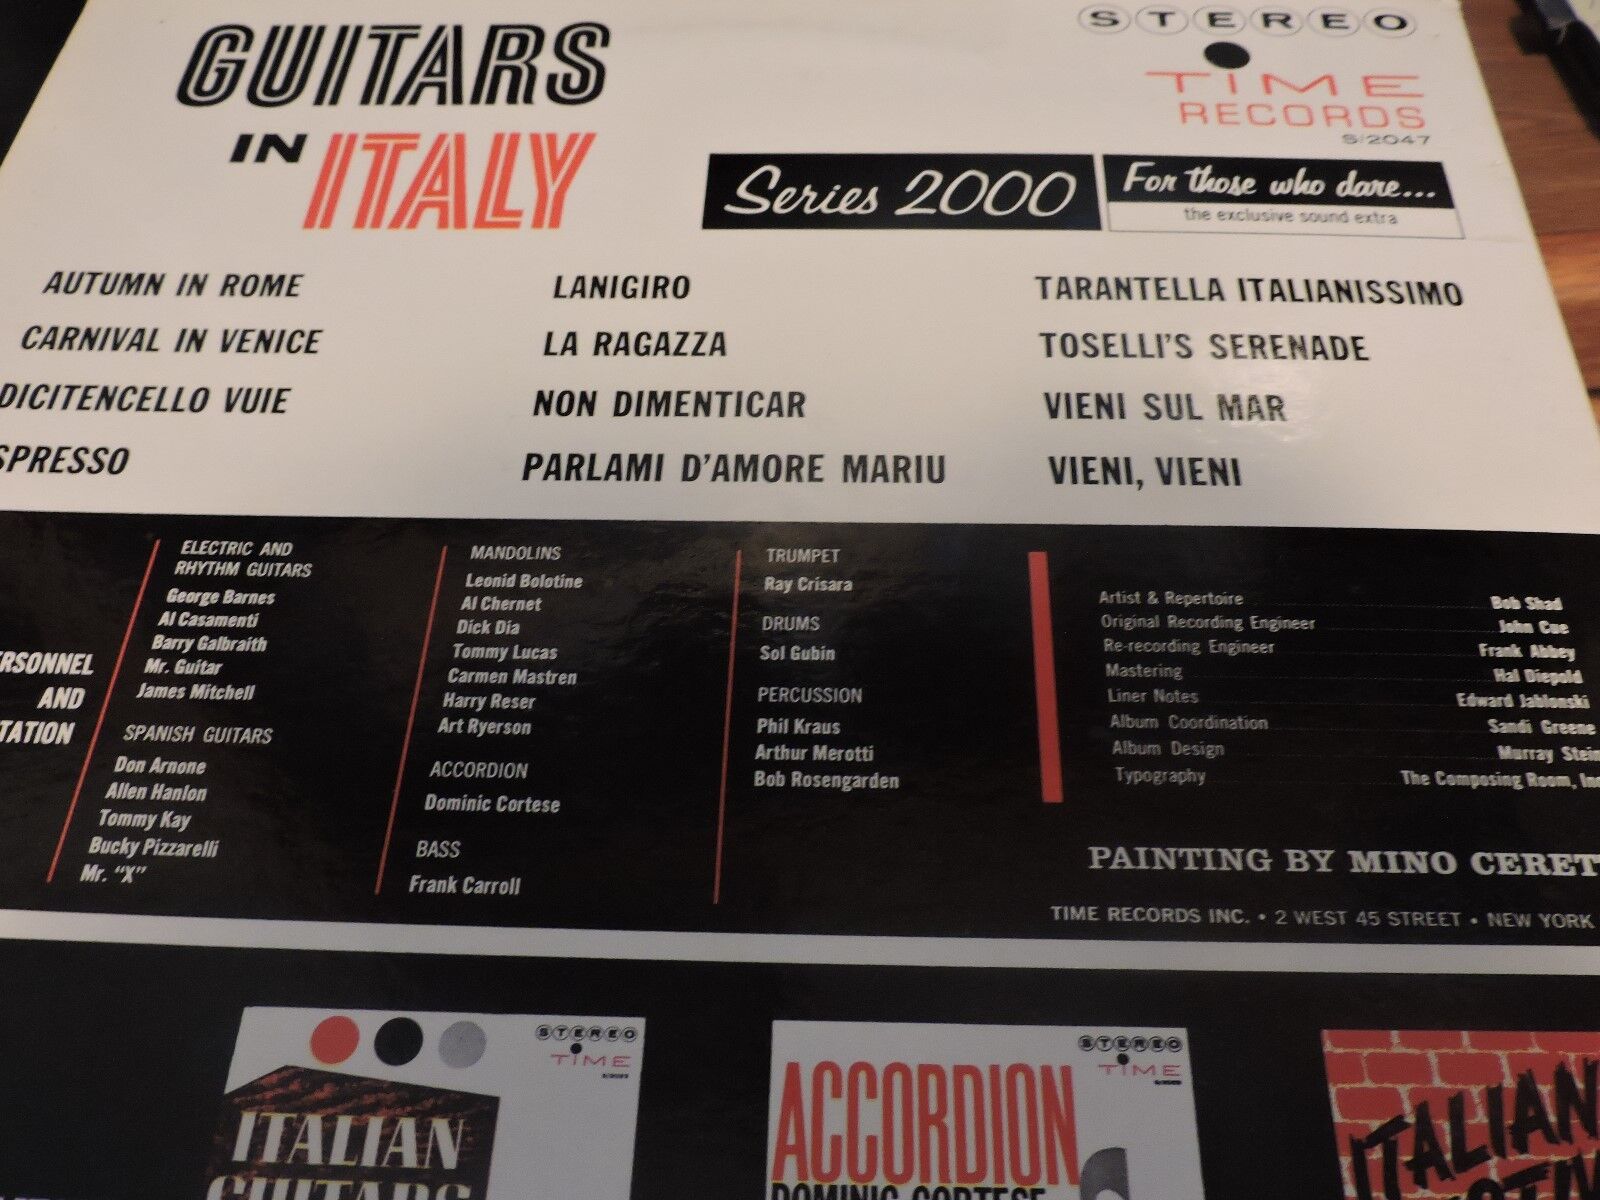 GUITARS
IN ITALY
STEREO
TIME
RECORDS
S/2047
Series 2000
For those who dare...
the exclusive sound extra
AUTUMN IN ROME
CARNIVAL IN VENICE
DICITENCELLO VUIE
SPRESSO
LANIGIRO
LA RAGAZZA
NON DIMENTICAR
PARLAMI D'AMORE MARIU
TARANTELLA ITALIANISSIMO
TOSELLI'S SERENADE
VIENI SUL MAR
VIENI, VIENI
ERSONNEL
AND
TATION
ELECTRIC AND
RHYTHM GUITARS
George Barnes
Al Casamenti
Barry Galbraith
Mr. Guitar
James Mitchell
SPANISH GUITARS
Don Arnone
Allen Hanlon
Tommy Kay
Bucky Pizzarelli
Mr. "X"
MANDOLINS
Leonid Bolotine
Al Chernet
Dick Dia
Tommy Lucas
Carmen Mastren
Harry Reser
Art Ryerson
ACCORDION
Dominic Cortese
BASS
Frank Carroll
TRUMPET
Ray Crisara
DRUMS
Sol Gubin
PERCUSSION
Phil Kraus
Arthur Merotti
Bob Rosengarden
Artist & Repertoire Bob Shad
Original Recording Engineer John Cue
Re-recording Engineer Frank Abbey
Mastering Hal Diepold
Liner Notes Edward Jablonski
Album Coordination Sandi Greene
Album Design Murray Stein
Typography The Composing Room, Inc
PAINTING BY MINO CERET
TIME RECORDS INC. • 2 WEST 45 STREET • NEW YORK
STEREO
TIME
ITALIAN
GUITARS
STEREO
TIME
ACCORDION
DOMINIC CORTESE
ITALIAN